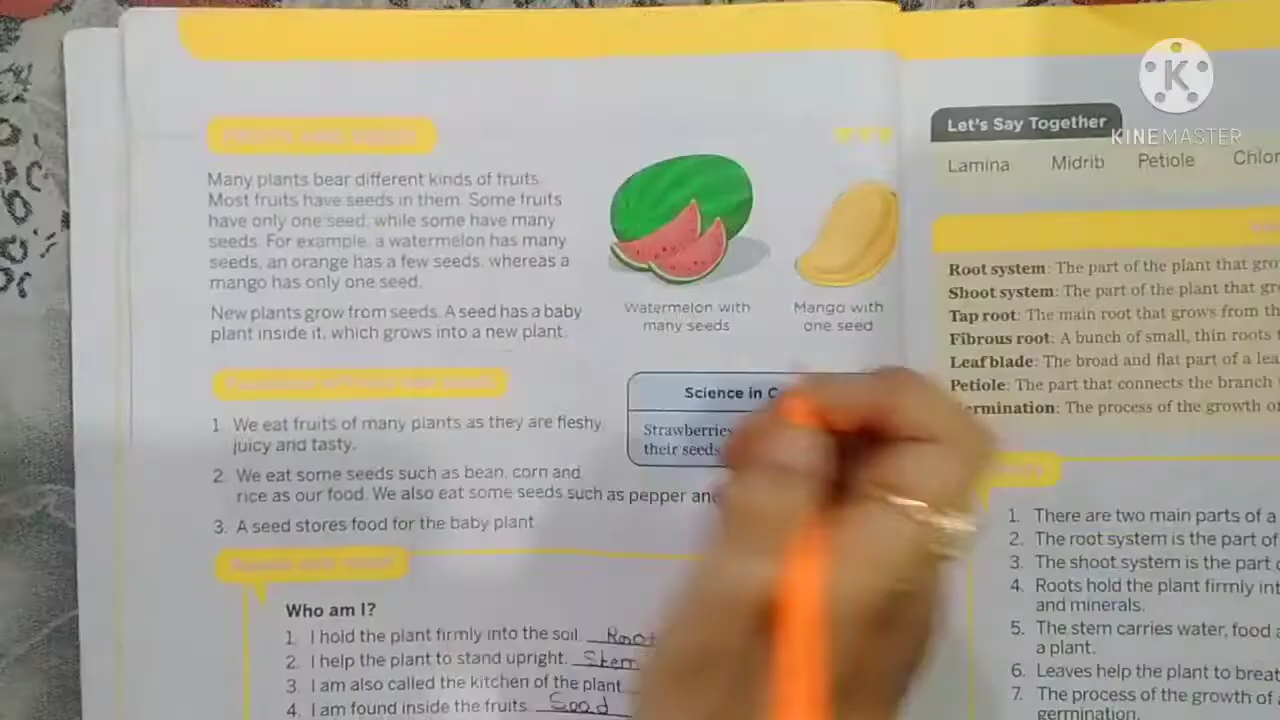 Many plants bear different kinds of fruits.
Most fruits have seeds in them. Some fruits
have only one seed, while some have many
seeds. For example, a watermelon has many
seeds, an orange has a few seeds, whereas a
mango has only one seed.
New plants grow from seeds. A seed has a baby
plant inside it, which grows into a new plant.
Watermelon with
many seeds
Mango with
one seed
1. We eat fruits of many plants as they are fleshy,
juicy and tasty.
2. We eat some seeds such as bean, corn and
rice as our food. We also eat some seeds such as pepper and
3. A seed stores food for the baby plant.
Science in
Strawberries
their seeds
Who am I?
1. I hold the plant firmly into the soil. Root
2. I help the plant to stand upright. Stem
3. I am also called the kitchen of the plant.
4. I am found inside the fruits. Seed
KINEMASTER
Let's Say Together
Lamina Midrib Petiole
Root system: The part of the plant that
Shoot system: The part of the plant that
Tap root: The main root that grows from
Fibrous root: A bunch of small, thin roots
Leaf blade: The broad and flat part of a
Petiole: The part that connects the branch
The process of the growth
1. There are two main parts of a
2. The root system is the part of
3. The shoot system is the part
4. Roots hold the plant firmly
and minerals.
5. The stem carries water, food
a plant.
6. Leaves help the plant to
7. The process of the growth of
germination.